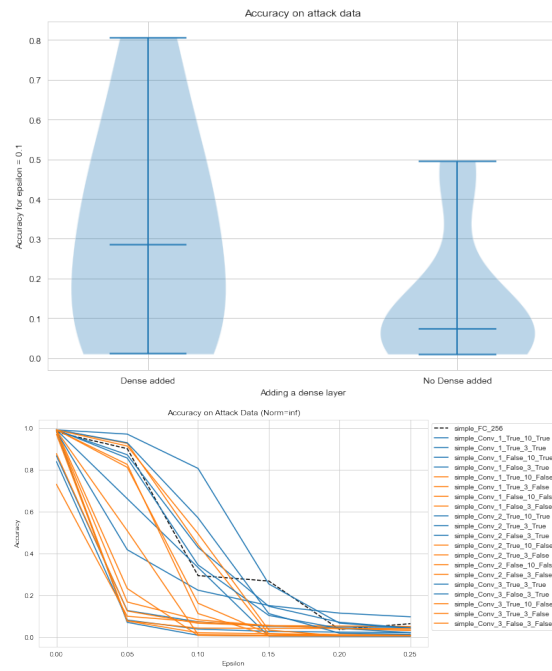 Accuracy on attack data
Accuracy for epsilon = 0.1
0.8
0.7
0.6
0.5
0.4
0.3
0.2
0.1
0.0
Dense added
No Dense added
Adding a dense layer
Accuracy on Attack Data (Norm=inf)
Accuracy
1.0
0.8
0.6
0.4
0.2
0.0
0.00
0.05
0.10
0.15
0.20
0.25
Epsilon
simple_FC_256
simple_Conv_1_True_10_True
simple_Conv_1_True_3_True
simple_Conv_1_False_10_True
simple_Conv_1_False_3_True
simple_Conv_1_True_10_False
simple_Conv_1_True_3_False
simple_Conv_1_False_10_False
simple_Conv_1_False_3_False
simple_Conv_2_True_10_True
simple_Conv_2_True_3_True
simple_Conv_2_False_3_True
simple_Conv_2_True_10_False
simple_Conv_2_True_3_False
simple_Conv_2_False_10_False
simple_Conv_2_False_3_False
simple_Conv_3_True_3_True
simple_Conv_3_False_3_True
simple_Conv_3_True_10_False
simple_Conv_3_True_3_False
simple_Conv_3_False_3_False